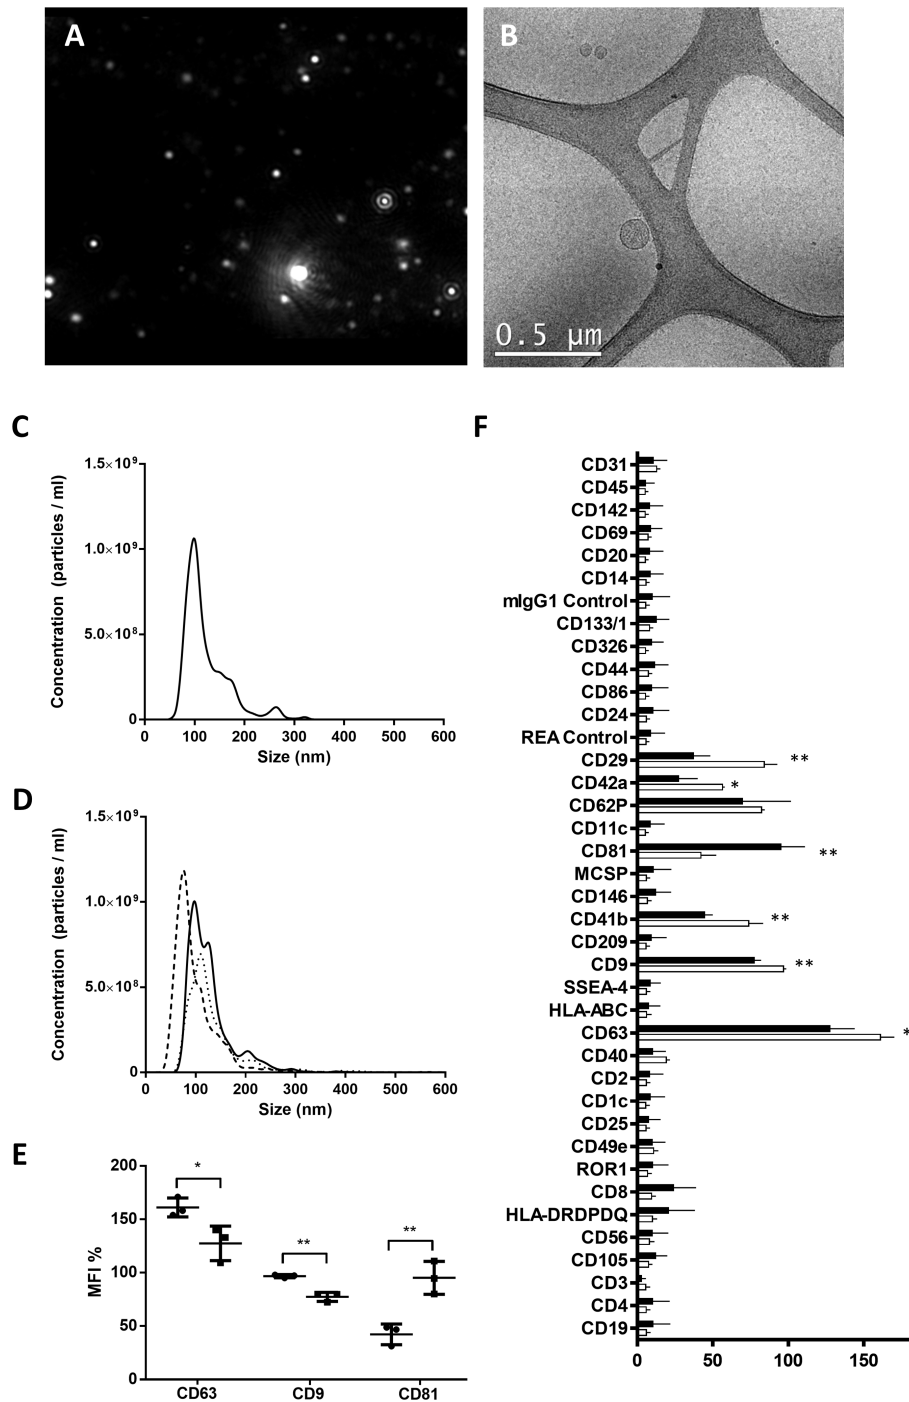 A
B
0.5 µm
C
1.5×10⁹
1.0×10⁹
5.0×10⁸
0
0 100 200 300 400 500 600
Size (nm)
Concentration (particles / ml)
D
1.5×10⁹
1.0×10⁹
5.0×10⁸
0
0 100 200 300 400 500 600
Size (nm)
Concentration (particles / ml)
E
200
150
100
50
0
MFI %
* ** **
CD63 CD9 CD81
F
CD31
CD45
CD142
CD69
CD20
CD14
mIgG1 Control
CD133/1
CD326
CD44
CD86
CD24
REA Control
CD29 **
CD42a *
CD62P
CD11c
CD81 **
MCSP
CD146
CD41b **
CD209
CD9 **
SSEA-4
HLA-ABC
CD63 *
CD40
CD2
CD1c
CD25
CD49e
ROR1
CD8
HLA-DRDPDQ
CD56
CD105
CD3
CD4
CD19
0 50 100 150